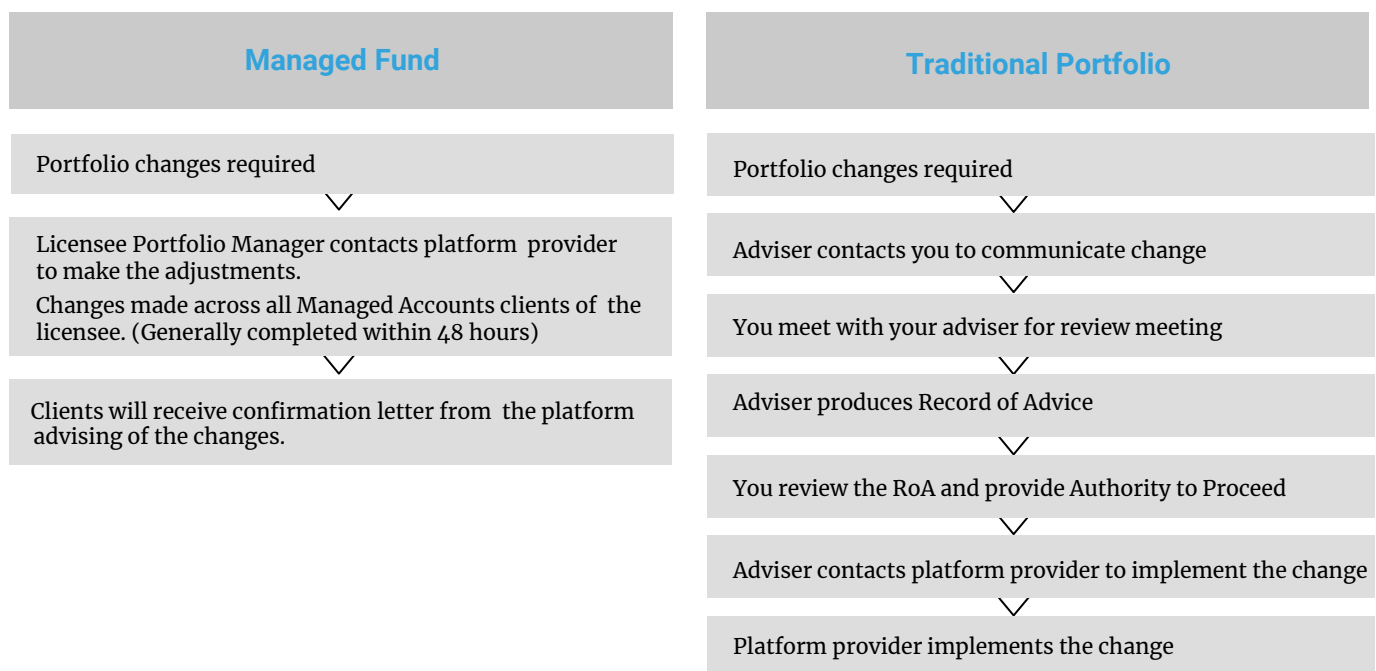 Managed Fund
Portfolio changes required
Licensee Portfolio Manager contacts platform provider
to make the adjustments.
Changes made across all Managed Accounts clients of the
licensee. (Generally completed within 48 hours)
Clients will receive confirmation letter from the platform
advising of the changes.
Traditional Portfolio
Portfolio changes required
Adviser contacts you to communicate change
You meet with your adviser for review meeting
Adviser produces Record of Advice
You review the RoA and provide Authority to Proceed
Adviser contacts platform provider to implement the change
Platform provider implements the change